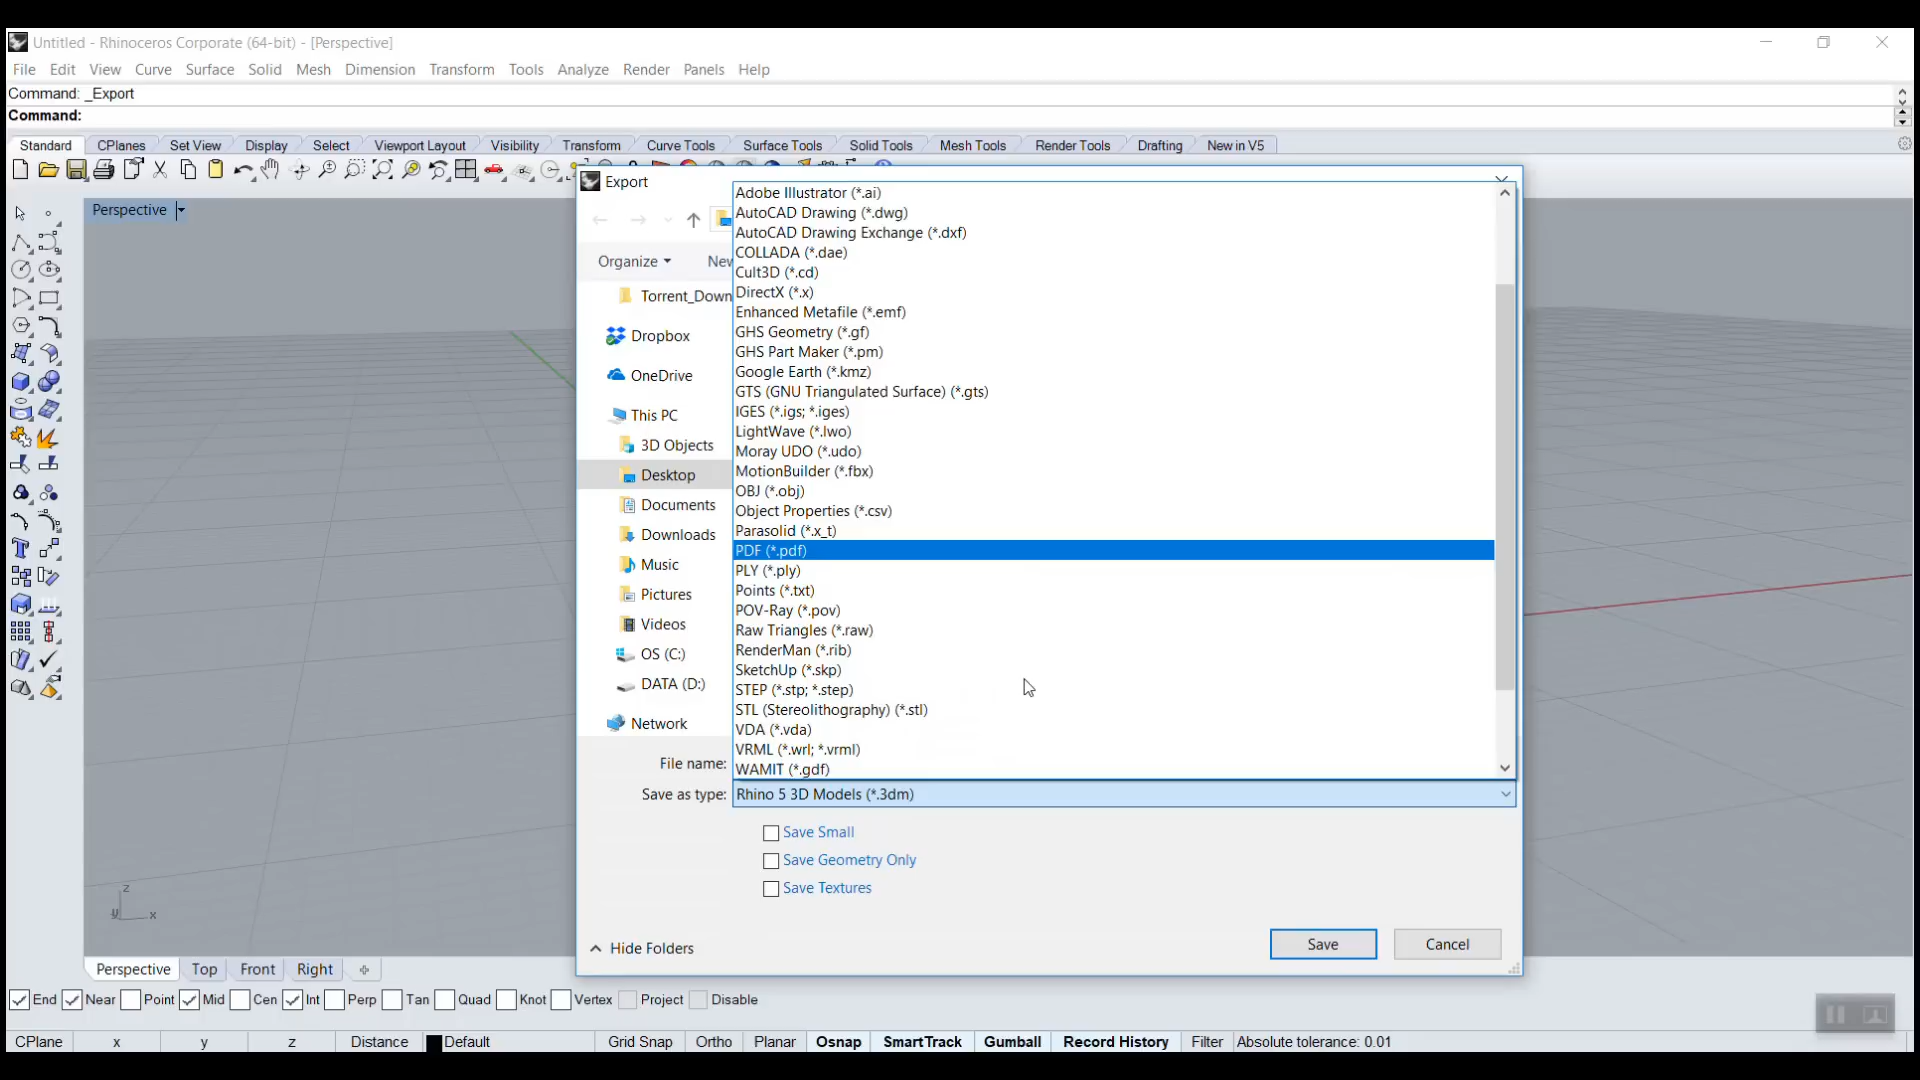 Untitled - Rhinoceros Corporate (64-bit) - [Perspective]
File Edit View Curve Surface Solid Mesh Dimension Transform Tools Analyze Render Panels Help
Command: _Export
Command:
Standard CPlanes Set View Display Select Viewport Layout Visibility Transform Curve Tools Surface Tools Solid Tools Mesh Tools Render Tools Drafting New in V5
Perspective
Export
Organize
New
Torrent_Down
Dropbox
OneDrive
This PC
3D Objects
Desktop
Documents
Downloads
Music
Pictures
Videos
OS (C:)
DATA (D:)
Network
Adobe Illustrator (*.ai)
AutoCAD Drawing (*.dwg)
AutoCAD Drawing Exchange (*.dxf)
COLLADA (*.dae)
Cult3D (*.cd)
DirectX (*.x)
Enhanced Metafile (*.emf)
GHS Geometry (*.gf)
GHS Part Maker (*.pm)
Google Earth (*.kmz)
GTS (GNU Triangulated Surface) (*.gts)
IGES (*.igs; *.iges)
LightWave (*.lwo)
Moray UDO (*.udo)
MotionBuilder (*.fbx)
OBJ (*.obj)
Object Properties (*.csv)
Parasolid (*.x_t)
PDF (*.pdf)
PLY (*.ply)
Points (*.txt)
POV-Ray (*.pov)
Raw Triangles (*.raw)
RenderMan (*.rib)
SketchUp (*.skp)
STEP (*.stp; *.step)
STL (Stereolithography) (*.stl)
VDA (*.vda)
VRML (*.wrl; *.vrml)
WAMIT (*.gdf)
File name:
Save as type: Rhino 5 3D Models (*.3dm)
Save Small
Save Geometry Only
Save Textures
Hide Folders
Save Cancel
z
y x
Perspective Top Front Right
End Near Point Mid Cen Int Perp Tan Quad Knot Vertex Project Disable
CPlane x y z Distance Default Grid Snap Ortho Planar Osnap SmartTrack Gumball Record History Filter Absolute tolerance: 0.01